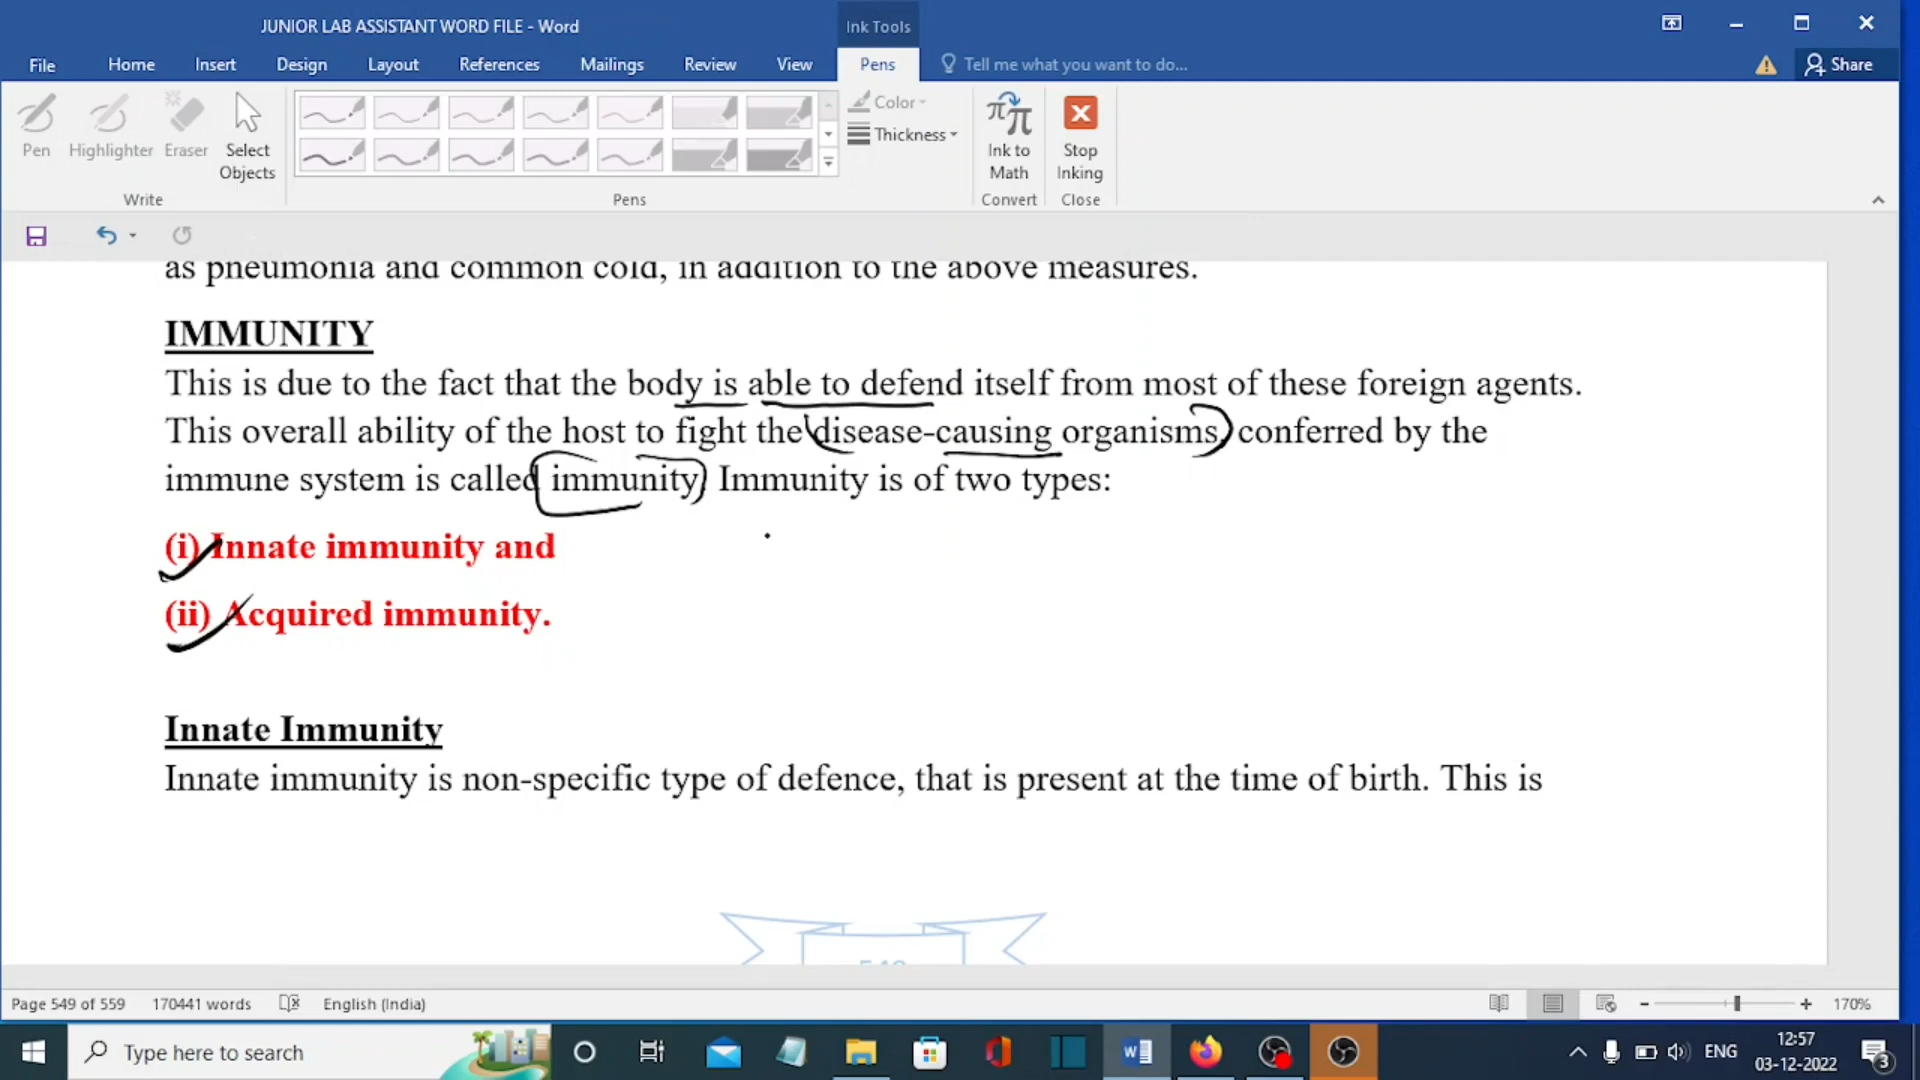 JUNIOR LAB ASSISTANT WORD FILE - Word
Ink Tools
File Home Insert Design Layout References Mailings Review View Pens Tell me what you want to do... Share
Pen Highlighter Eraser Select Objects
Color
Thickness
Ink to Math
Stop Inking
Write Pens Convert Close
as pneumonia and common cold, in addition to the above measures.
IMMUNITY
This is due to the fact that the body is able to defend itself from most of these foreign agents.
This overall ability of the host to fight the disease-causing organisms, conferred by the
immune system is called immunity. Immunity is of two types:
(i) Innate immunity and
(ii) Acquired immunity.
Innate Immunity
Innate immunity is non-specific type of defence, that is present at the time of birth. This is
Page 549 of 559 170441 words English (India) 170%
Type here to search
ENG
12:57
03-12-2022
3